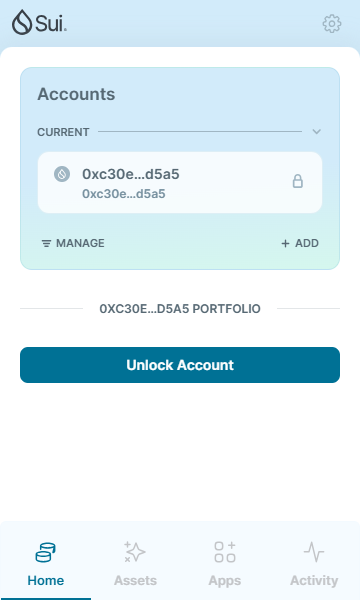 Sui
Accounts
CURRENT
0xc30e...d5a5
0xc30e...d5a5
MANAGE
ADD
0XC30E...D5A5 PORTFOLIO
Unlock Account
Home
Assets
Apps
Activity